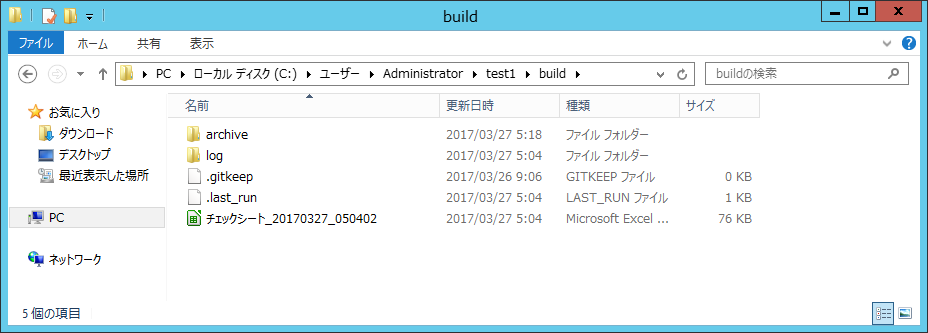 build
ファイル ホーム 共有 表示
PC ローカル ディスク (C:) ユーザー Administrator test1 build buildの検索
お気に入り
ダウンロード
デスクトップ
最近表示した場所
PC
ネットワーク
名前 更新日時 種類 サイズ
archive 2017/03/27 5:18 ファイル フォルダー
log 2017/03/27 5:04 ファイル フォルダー
.gitkeep 2017/03/26 9:06 GITKEEP ファイル 0 KB
.last_run 2017/03/27 5:04 LAST_RUN ファイル 1 KB
チェックシート_20170327_050402 2017/03/27 5:04 Microsoft Excel ... 76 KB
5 個の項目